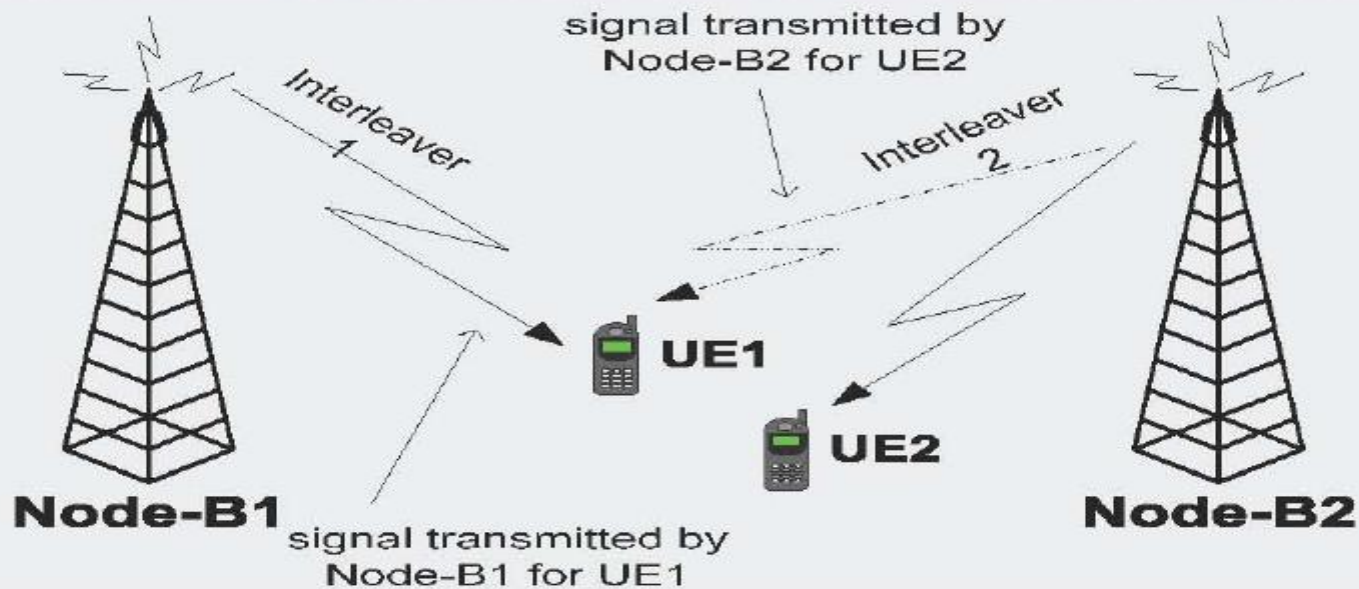 signal transmitted by
Node-B2 for UE2
Interleaver
1
Interleaver
2
UE1
UE2
Node-B1
Node-B2
signal transmitted by
Node-B1 for UE1